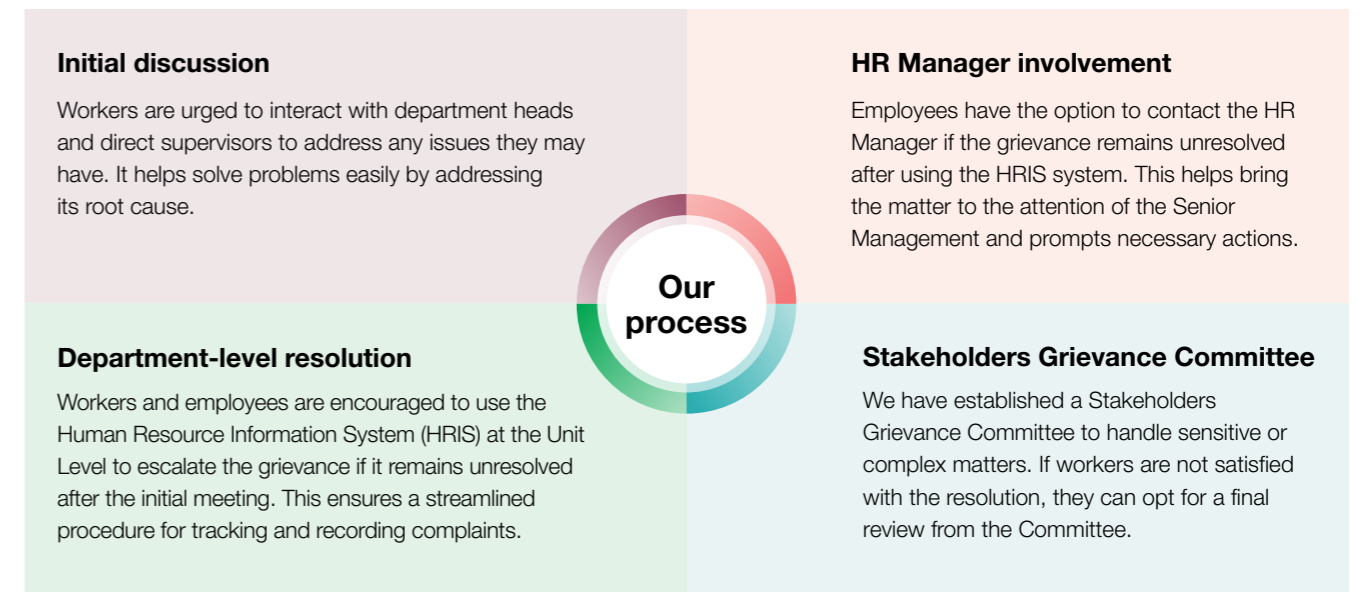 Initial discussion
Workers are urged to interact with department heads
and direct supervisors to address any issues they may
have. It helps solve problems easily by addressing
its root cause.
Department-level resolution
Workers and employees are encouraged to use the
Human Resource Information System (HRIS) at the Unit
Level to escalate the grievance if it remains unresolved
after the initial meeting. This ensures a streamlined
procedure for tracking and recording complaints.
Our
process
HR Manager involvement
Employees have the option to contact the HR
Manager if the grievance remains unresolved
after using the HRIS system. This helps bring
the matter to the attention of the Senior
Management and prompts necessary actions.
Stakeholders Grievance Committee
We have established a Stakeholders
Grievance Committee to handle sensitive or
complex matters. If workers are not satisfied
with the resolution, they can opt for a final
review from the Committee.